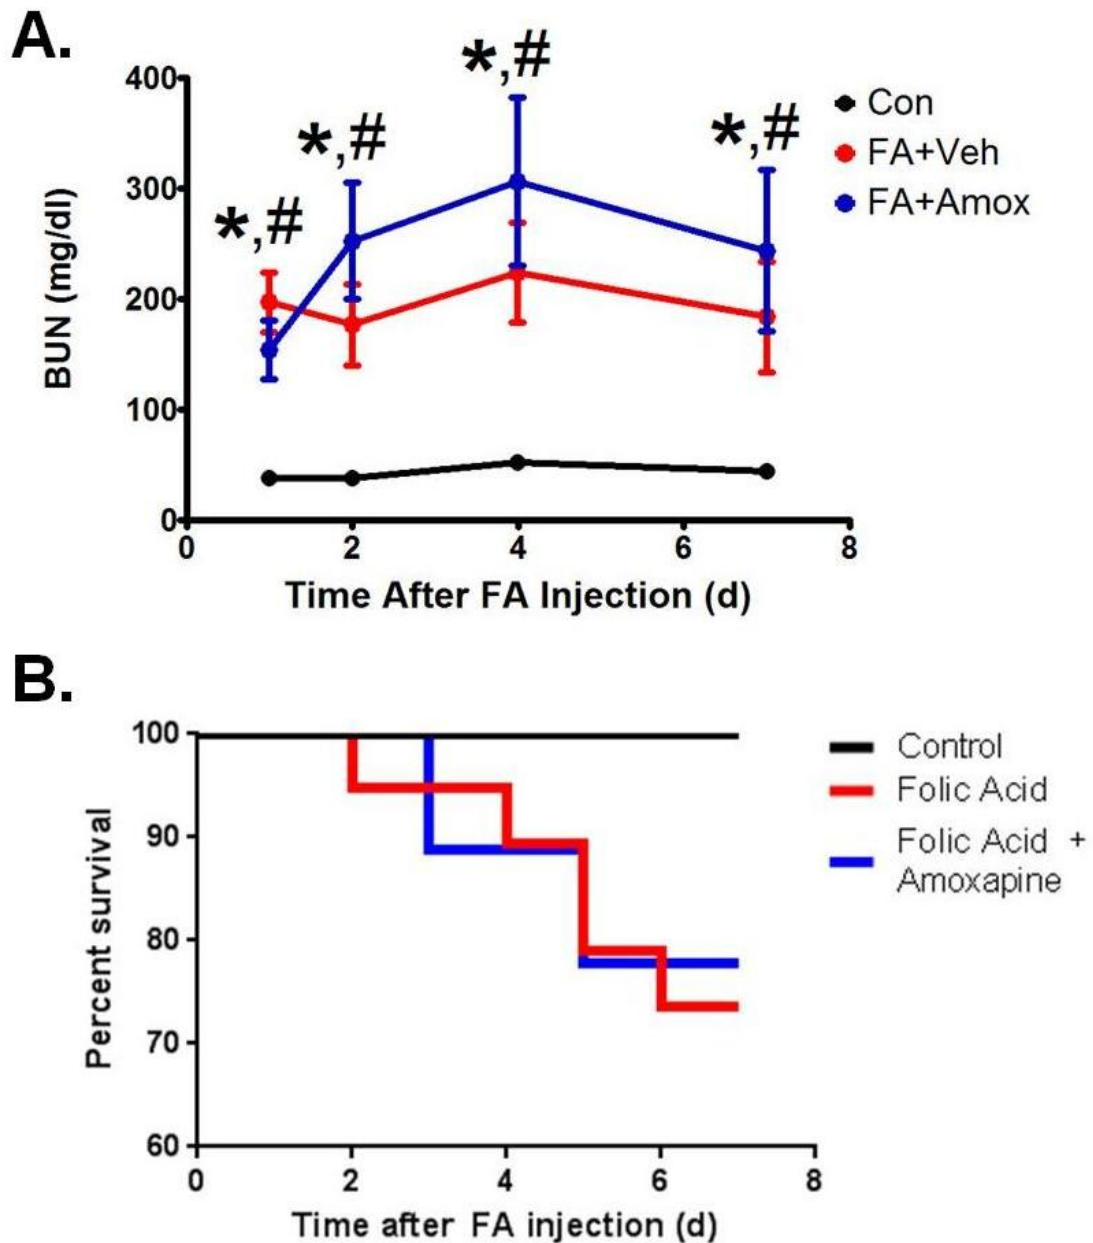 A.
*,#
*,#
*,#
*,#
400
300
200
100
0
BUN (mg/dl)
0 2 4 6 8
Time After FA Injection (d)
Con
FA+Veh
FA+Amox
B.
100
90
80
70
60
Percent survival
0 2 4 6 8
Time after FA injection (d)
Control
Folic Acid
Folic Acid +
Amoxapine